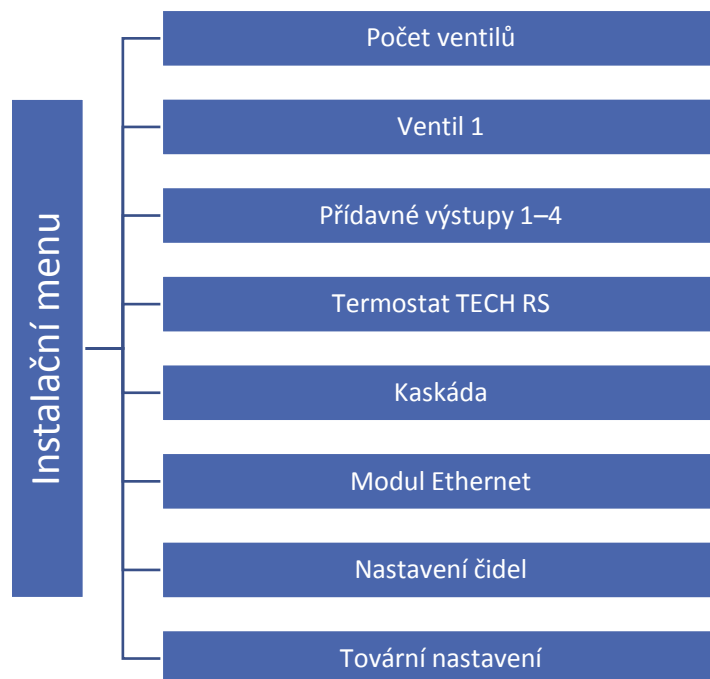 Instalační menu
Počet ventilů
Ventil 1
Přídavné výstupy 1–4
Termostat TECH RS
Kaskáda
Modul Ethernet
Nastavení čidel
Tovární nastavení